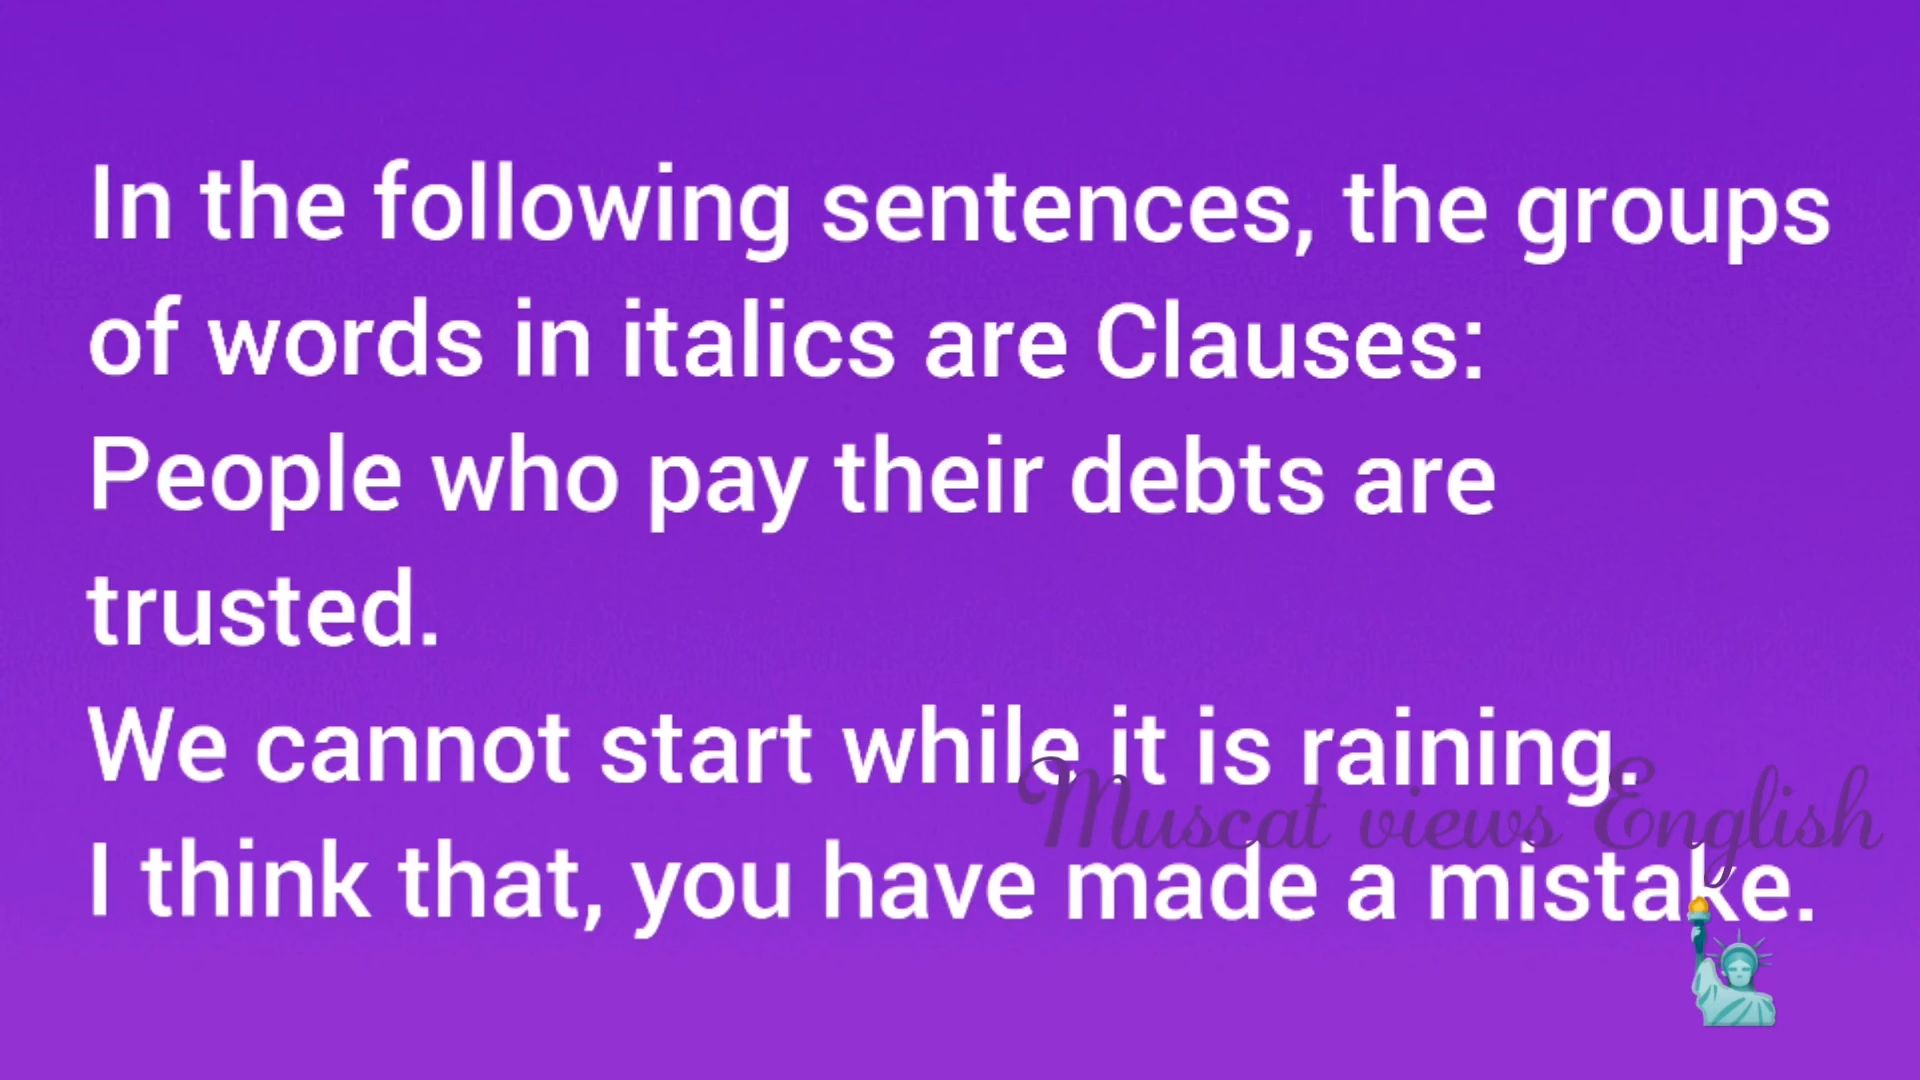 In the following sentences, the groups
of words in italics are Clauses:
People who pay their debts are
trusted.
We cannot start while it is raining.
Muscat views English
I think that, you have made a mistake.